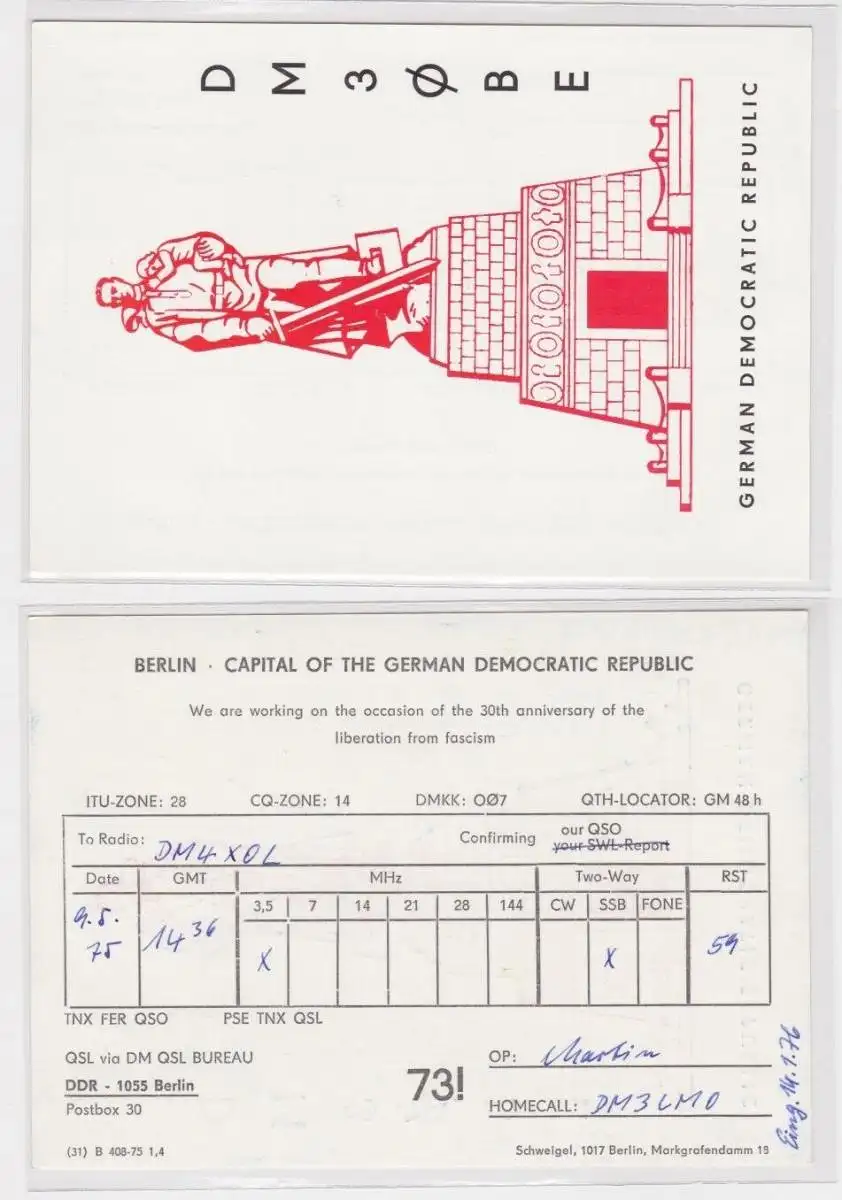 DM3ØBE
GERMAN DEMOCRATIC REPUBLIC
BERLIN · CAPITAL OF THE GERMAN DEMOCRATIC REPUBLIC
We are working on the occasion of the 30th anniversary of the
liberation from fascism
ITU-ZONE: 28 CQ-ZONE: 14 DMKK: OØ7 QTH-LOCATOR: GM 48 h
To Radio: DM4XOL Confirming our QSO
your SWL-Report
Date GMT MHz Two-Way RST
3,5 7 14 21 28 144 CW SSB FONE
9.5.
75 14 36 X X 59
TNX FER QSO PSE TNX QSL
QSL via DM QSL BUREAU
DDR - 1055 Berlin
Postbox 30
73!
OP: Martin
HOMECALL: DM3LMO
Eing. 14.1.76
(31) B 408-75 1,4 Schweigel, 1017 Berlin, Markgrafendamm 15